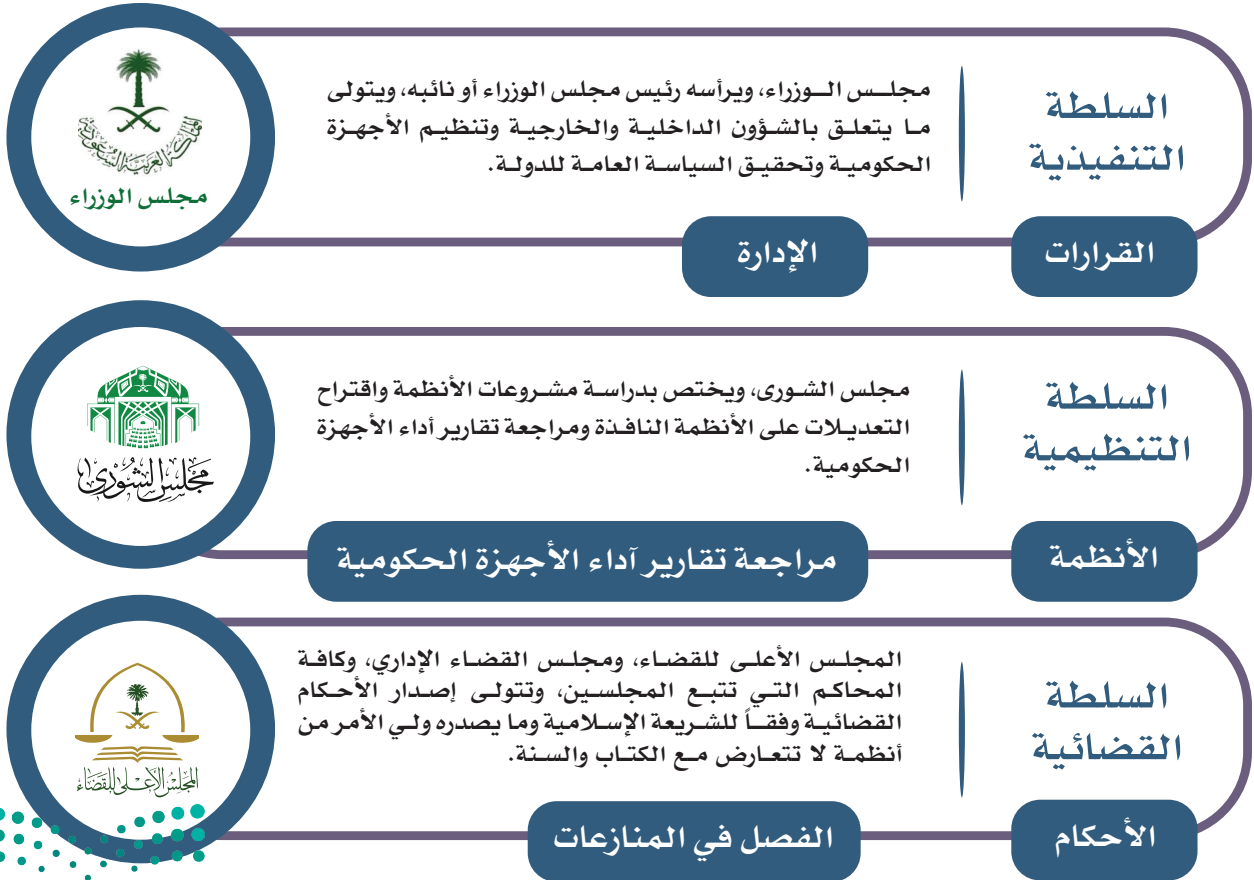 السلطة
التنفيذية
مجلس الوزراء، ويرأسه رئيس مجلس الوزراء أو نائبه، ويتولى
ما يتعلق بالشؤون الداخلية والخارجية وتنظيم الأجهزة
الحكومية وتحقيق السياسة العامة للدولة.
القرارات
الإدارة
المملكة العربية السعودية
مجلس الوزراء
السلطة
التنظيمية
مجلس الشورى، ويختص بدراسة مشروعات الأنظمة واقتراح
التعديلات على الأنظمة النافذة ومراجعة تقارير أداء الأجهزة
الحكومية.
الأنظمة
مراجعة تقارير آداء الأجهزة الحكومية
مجلس الشورى
السلطة
القضائية
المجلس الأعلى للقضاء، ومجلس القضاء الإداري، وكافة
المحاكم التي تتبع المجلسين، وتتولى إصدار الأحكام
القضائية وفقاً للشريعة الإسلامية وما يصدره ولي الأمر من
أنظمة لا تتعارض مع الكتاب والسنة.
الأحكام
الفصل في المنازعات
المجلس الأعلى للقضاء